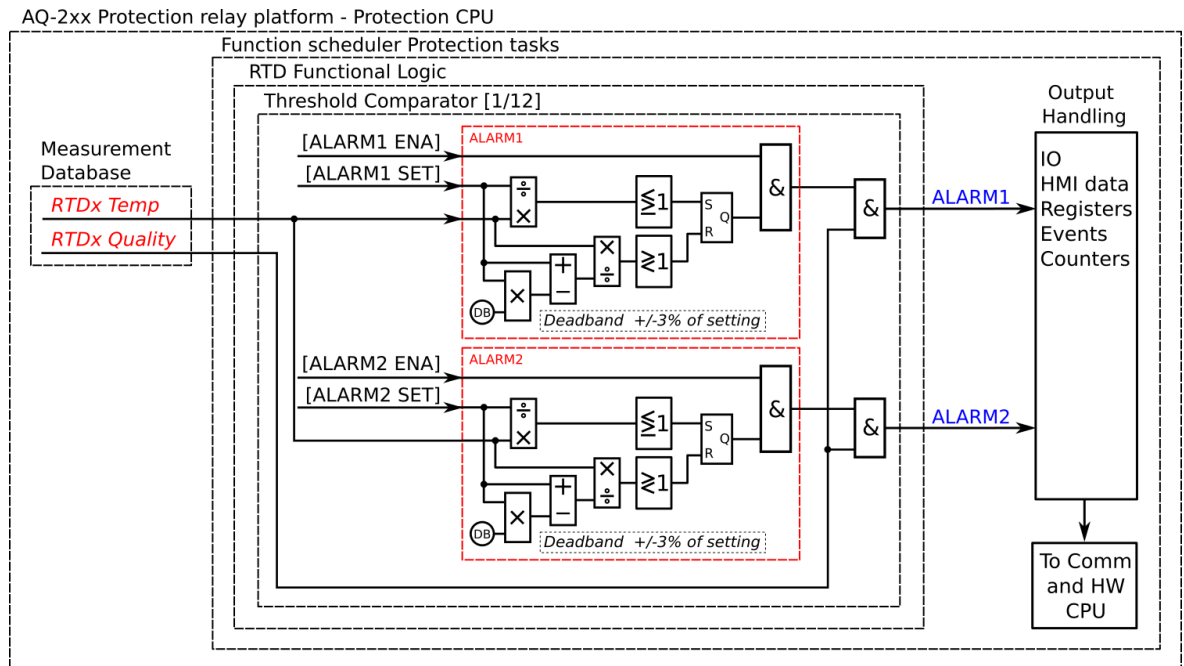 AQ-2xx Protection relay platform - Protection CPU
Function scheduler Protection tasks
RTD Functional Logic
Threshold Comparator [1/12]
Measurement
Database
RTDx Temp
RTDx Quality
[ALARM1 ENA]
[ALARM1 SET]
ALARM1
÷
×
≦1
S
Q
R
×
÷
≷1
+
−
×
DB
Deadband +/-3% of setting
&
&
ALARM1
[ALARM2 ENA]
[ALARM2 SET]
ALARM2
÷
×
≦1
S
Q
R
×
÷
≷1
+
−
×
DB
Deadband +/-3% of setting
&
&
ALARM2
Output
Handling
IO
HMI data
Registers
Events
Counters
To Comm
and HW
CPU